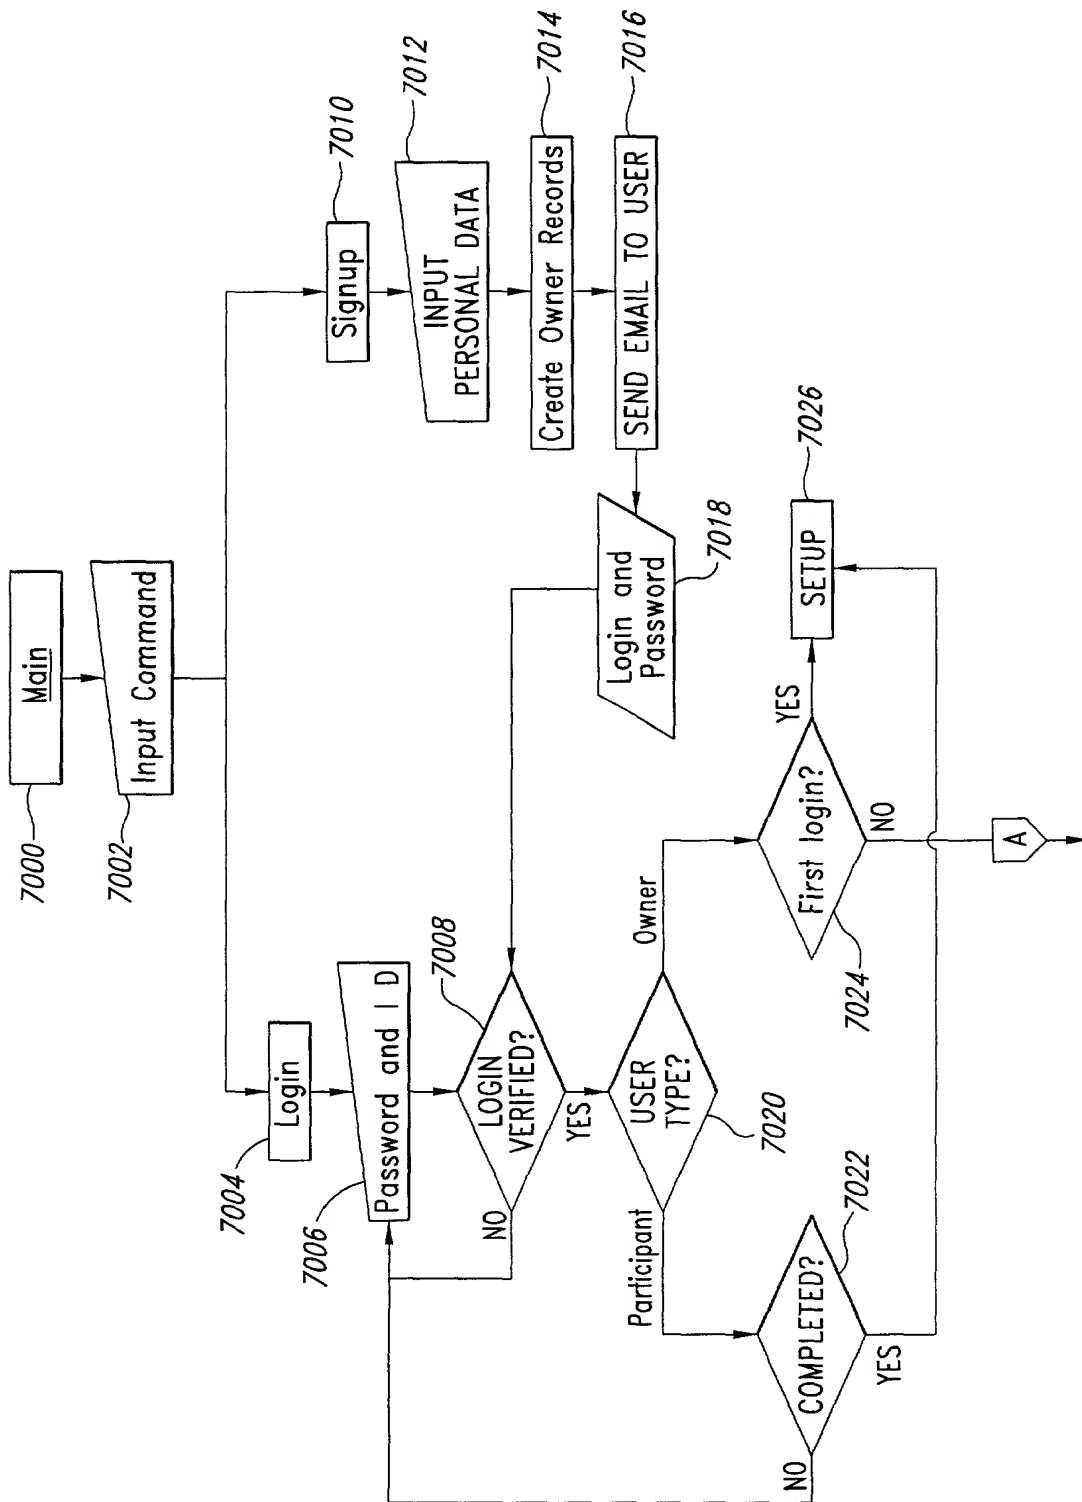 Main
7000
Input Command
7002
Login
7004
Password and I D
7006
LOGIN
VERIFIED?
7008
NO
YES
Signup
7010
INPUT
PERSONAL DATA
7012
Create Owner Records
7014
SEND EMAIL TO USER
7016
Login and
Password
7018
USER
TYPE?
7020
Participant
Owner
COMPLETED?
7022
NO
YES
First login?
7024
YES
NO
SETUP
7026
A